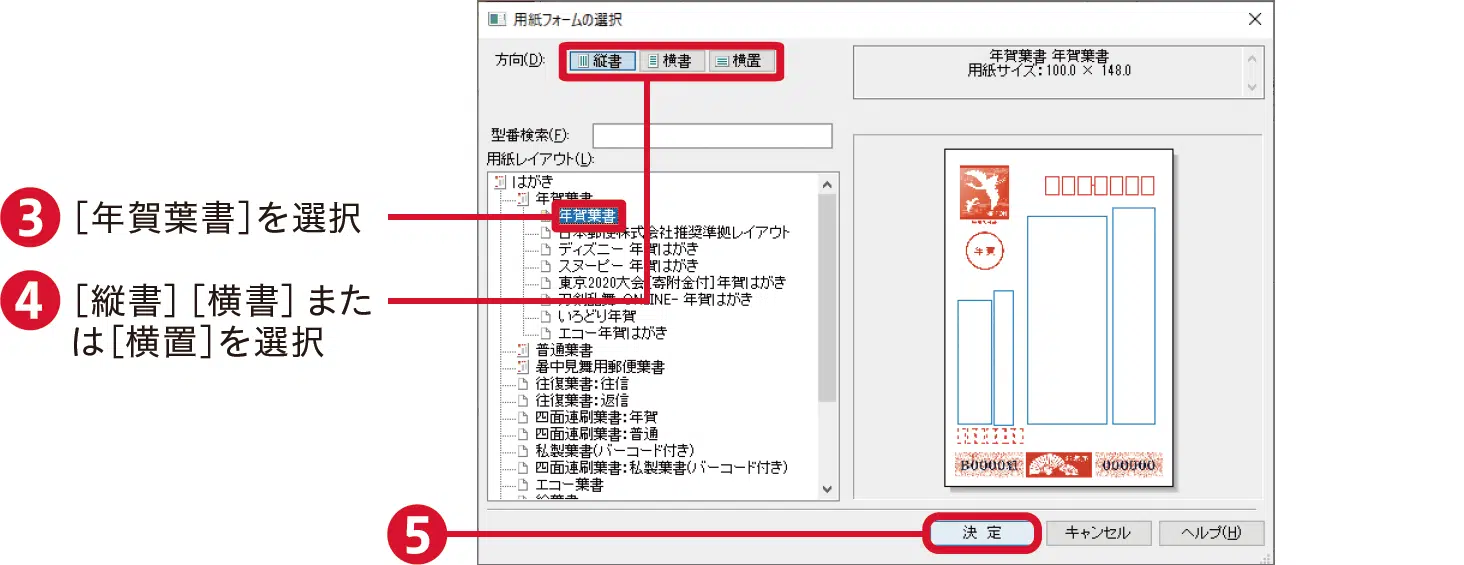 用紙フォームの選択
方向(D):
縦書
横書
横置
年賀葉書 年賀葉書
用紙サイズ:100.0 × 148.0
型番検索(F):
用紙レイアウト(L):
はがき
年賀葉書
年賀葉書
日本郵便株式会社推奨準拠レイアウト
ディズニー 年賀はがき
スヌーピー 年賀はがき
東京2020大会[寄附金付]年賀はがき
刀剣乱舞-ONLINE- 年賀はがき
いろどり年賀
エコー年賀はがき
普通葉書
暑中見舞用郵便葉書
往復葉書:往信
往復葉書:返信
四面連刷葉書:年賀
四面連刷葉書:普通
私製葉書(バーコード付き)
四面連刷葉書:私製葉書(バーコード付き)
エコー葉書
絵葉書
年賀
B0000組
000000
決 定
キャンセル
ヘルプ(H)
3 [年賀葉書]を選択
4 [縦書] [横書] また
は[横置]を選択
5